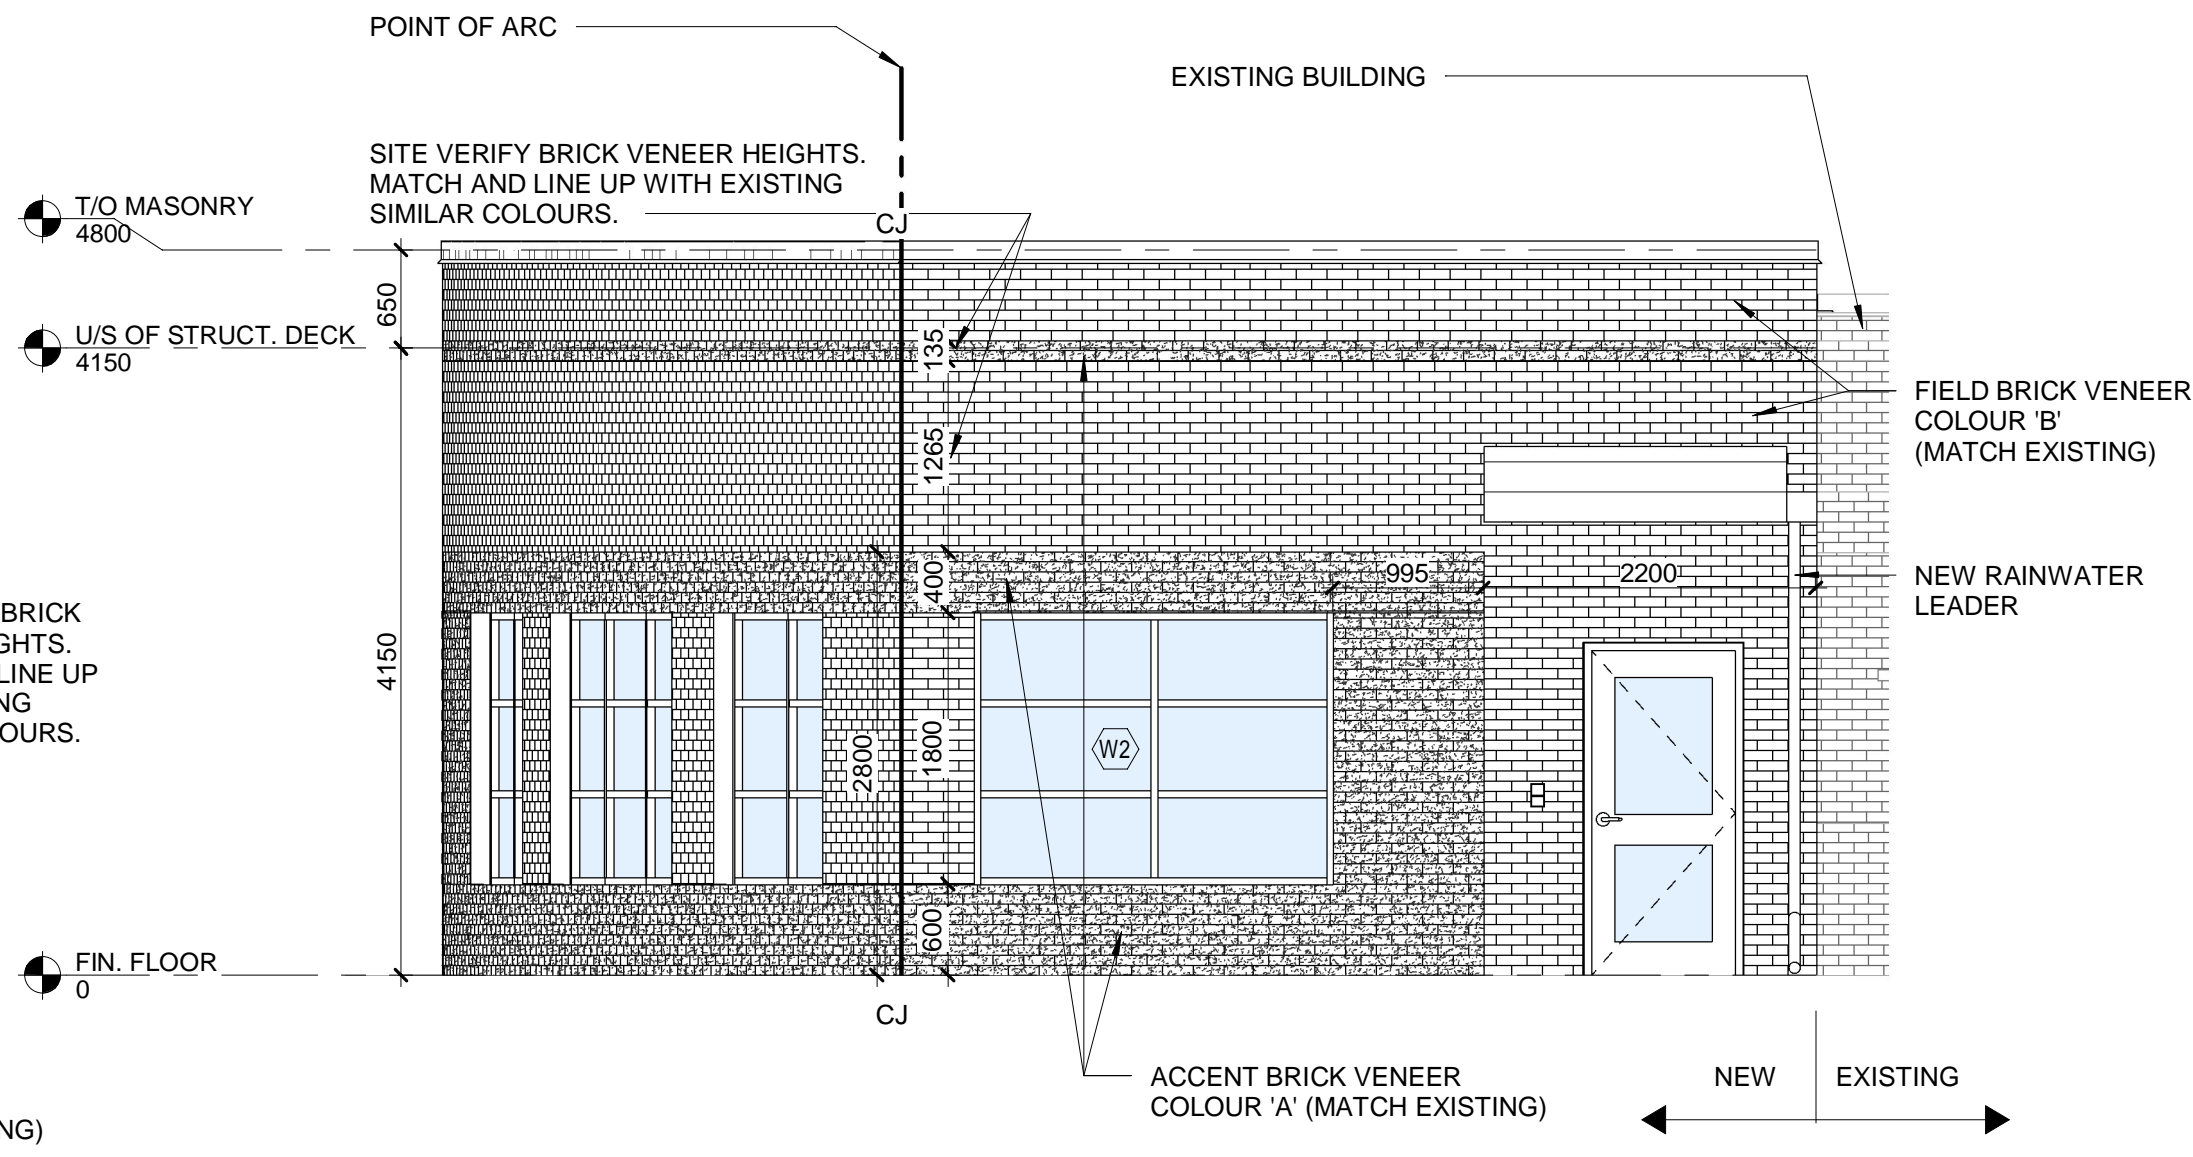 POINT OF ARC
EXISTING BUILDING
SITE VERIFY BRICK VENEER HEIGHTS.
MATCH AND LINE UP WITH EXISTING
SIMILAR COLOURS.
CJ
T/O MASONRY
4800
650
U/S OF STRUCT. DECK
4150
135
1265
FIELD BRICK VENEER
COLOUR 'B'
(MATCH EXISTING)
400
995
2200
NEW RAINWATER
LEADER
BRICK
GHTS.
LINE UP
NG
OURS.
4150
2800
1800
W2
600
FIN. FLOOR
0
CJ
ACCENT BRICK VENEER
COLOUR 'A' (MATCH EXISTING)
NEW
EXISTING
NG)